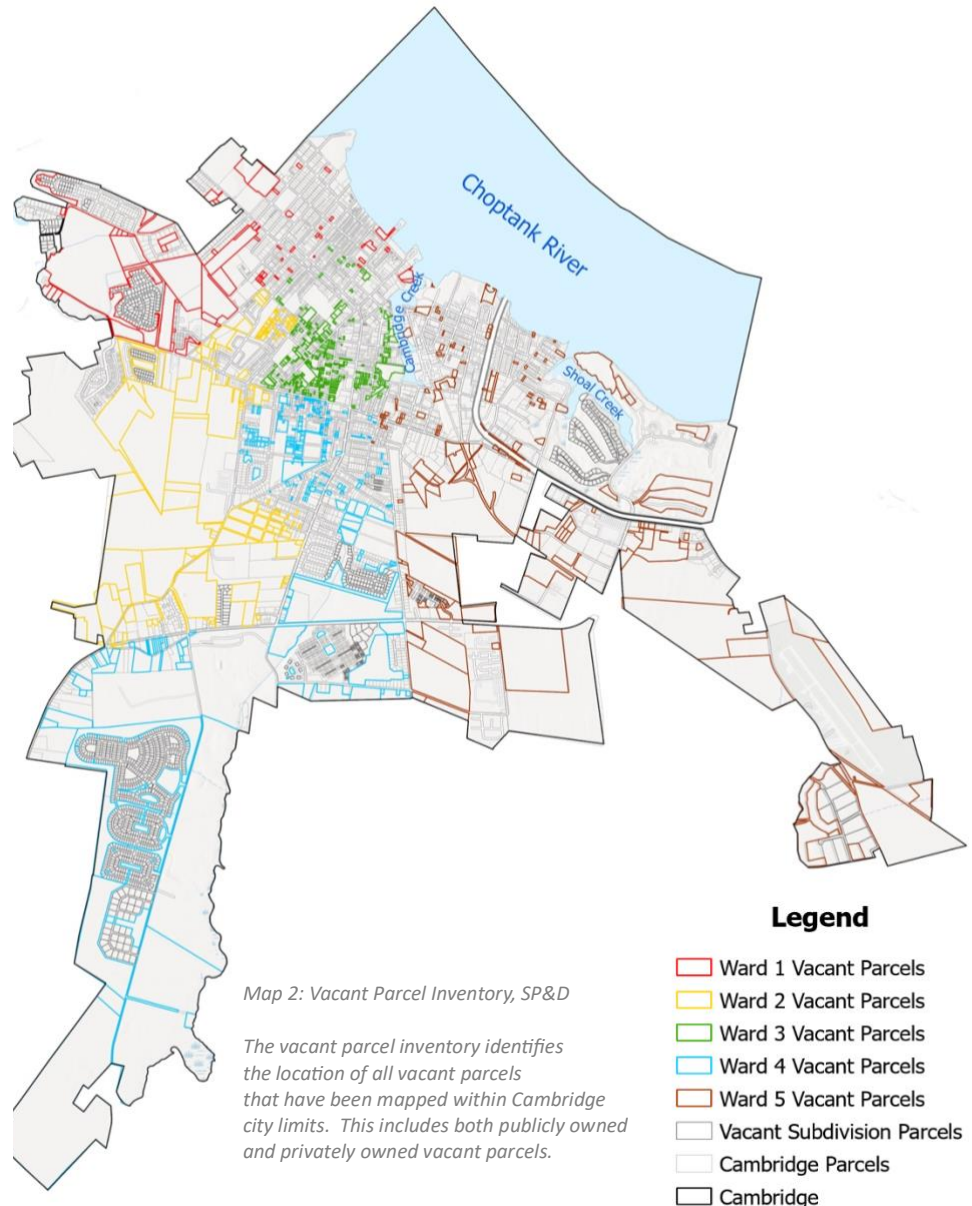 Choptank River
Cambridge Creek
Shoal Creek
Map 2: Vacant Parcel Inventory, SP&D
The vacant parcel inventory identifies
the location of all vacant parcels
that have been mapped within Cambridge
city limits. This includes both publicly owned
and privately owned vacant parcels.
Legend
Ward 1 Vacant Parcels
Ward 2 Vacant Parcels
Ward 3 Vacant Parcels
Ward 4 Vacant Parcels
Ward 5 Vacant Parcels
Vacant Subdivision Parcels
Cambridge Parcels
Cambridge